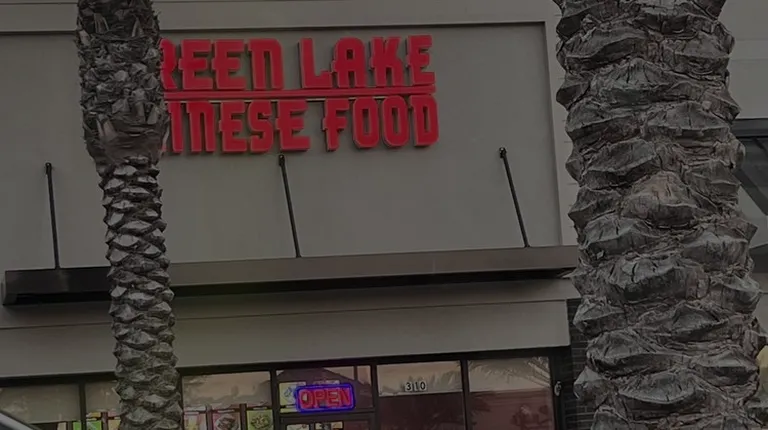 REEN LAKE
INESE FOOD
OPEN
310